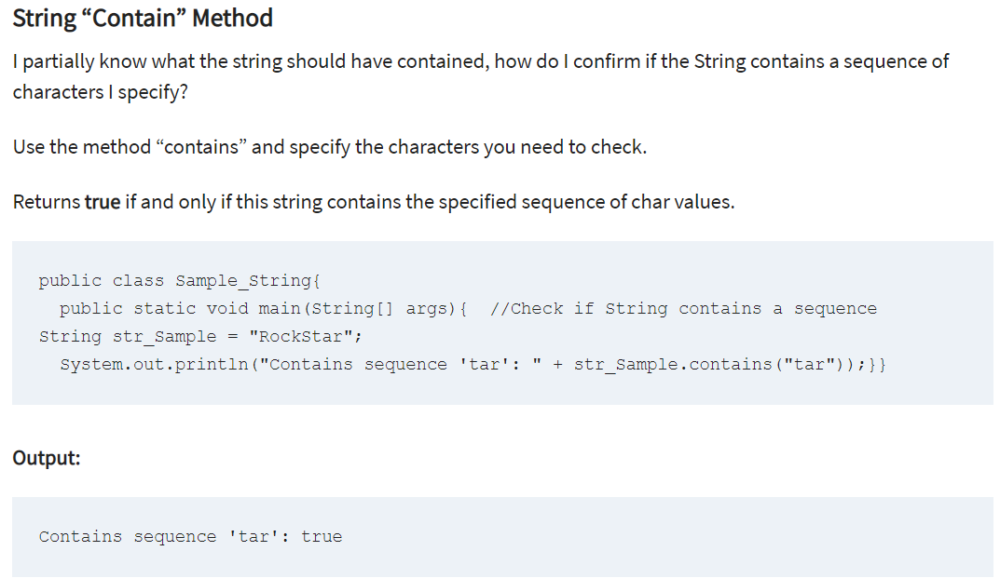 String “Contain” Method
I partially know what the string should have contained, how do I confirm if the String contains a sequence of
characters I specify?
Use the method “contains” and specify the characters you need to check.
Returns true if and only if this string contains the specified sequence of char values.
public class Sample_String{
  public static void main(String[] args){  //Check if String contains a sequence
String str_Sample = "RockStar";
  System.out.println("Contains sequence 'tar': " + str_Sample.contains("tar"));}}
Output:
Contains sequence 'tar': true